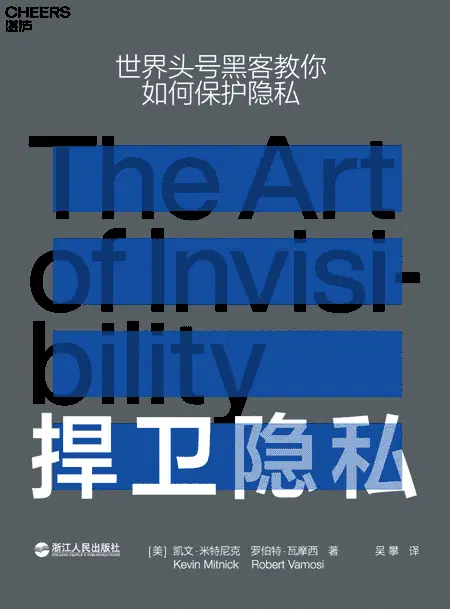 CHEERS
湛庐
世界头号黑客教你
如何保护隐私
The Art
of Invisi-
bility
捍卫隐私
浙江人民出版社
[美] 凯文·米特尼克 罗伯特·瓦摩西 著 吴攀 译
Kevin Mitnick Robert Vamosi